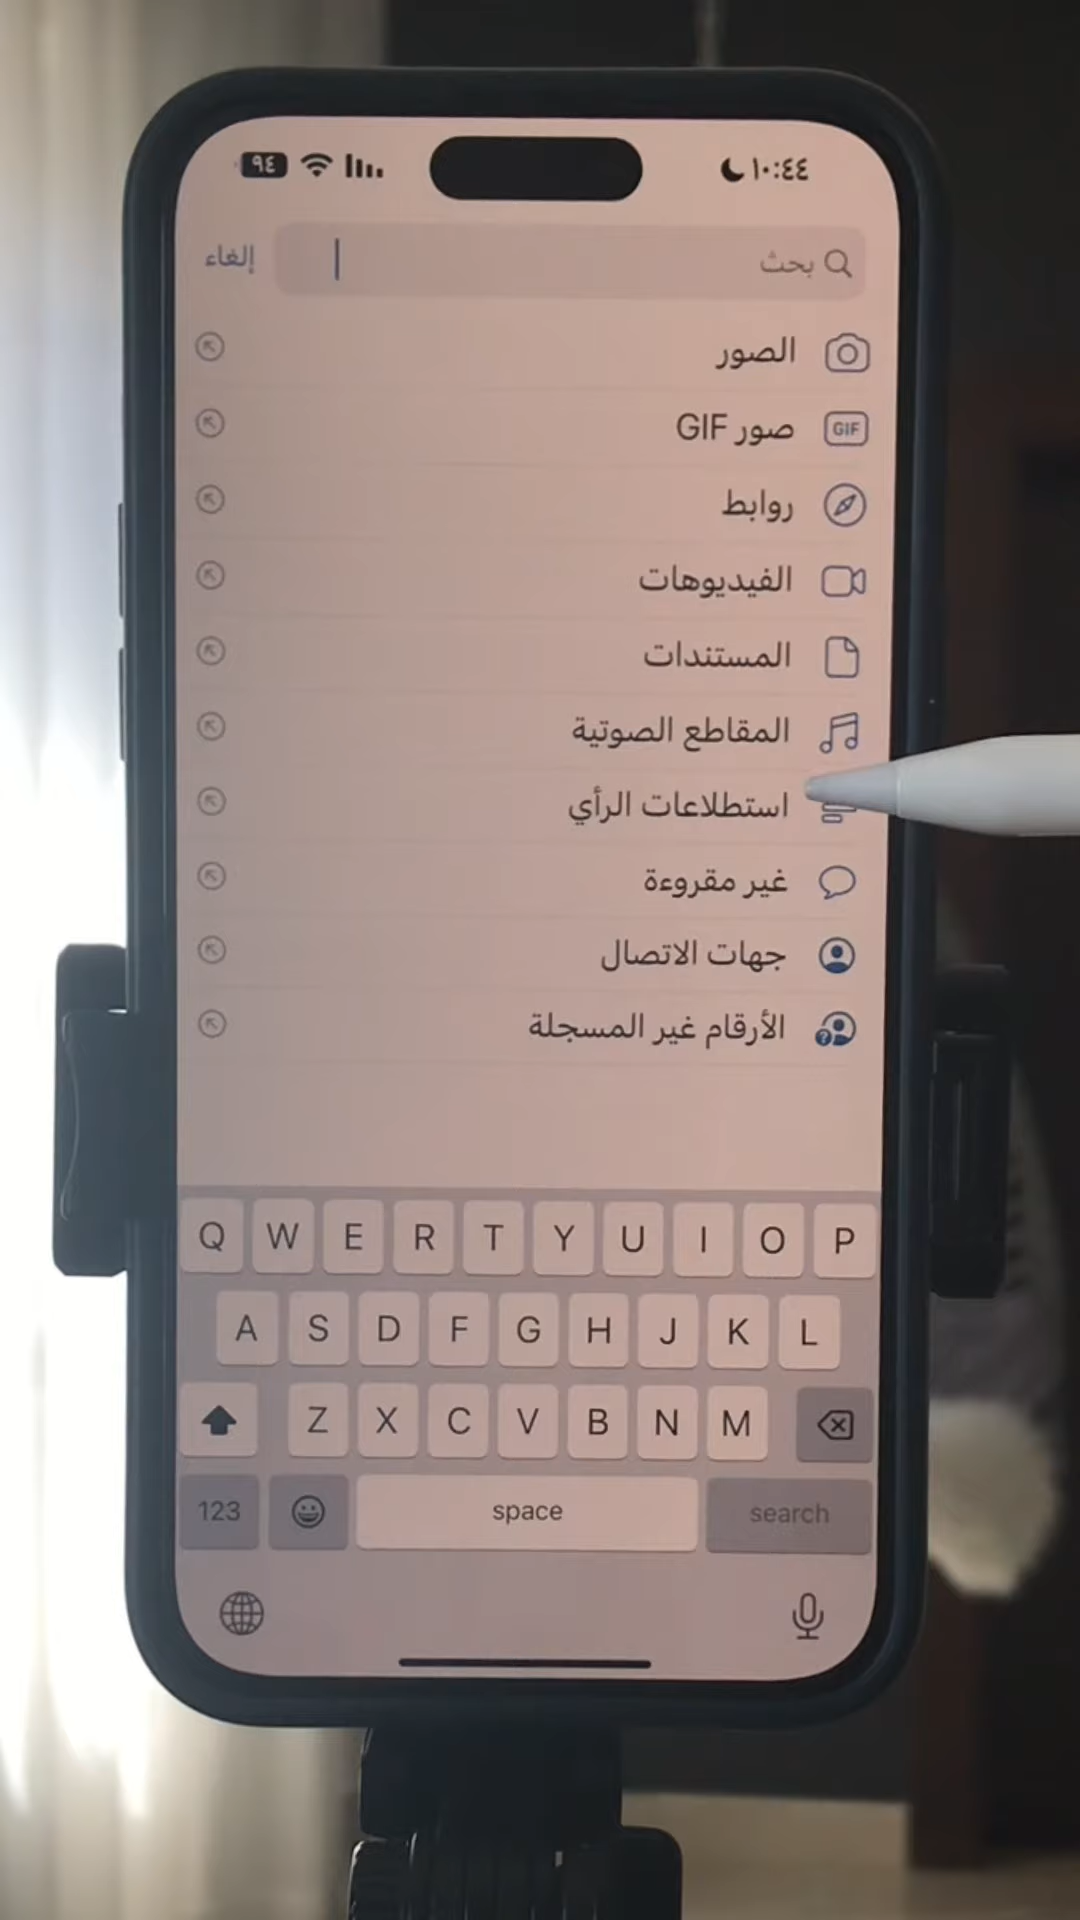 ١٠:٤٤
٩٤
بحث
إلغاء
الصور
GIF
صور GIF
روابط
الفيديوهات
المستندات
المقاطع الصوتية
استطلاعات الرأي
غير مقروءة
جهات الاتصال
الأرقام غير المسجلة
Q W E R T Y U I O P
A S D F G H J K L
Z X C V B N M
123 space search